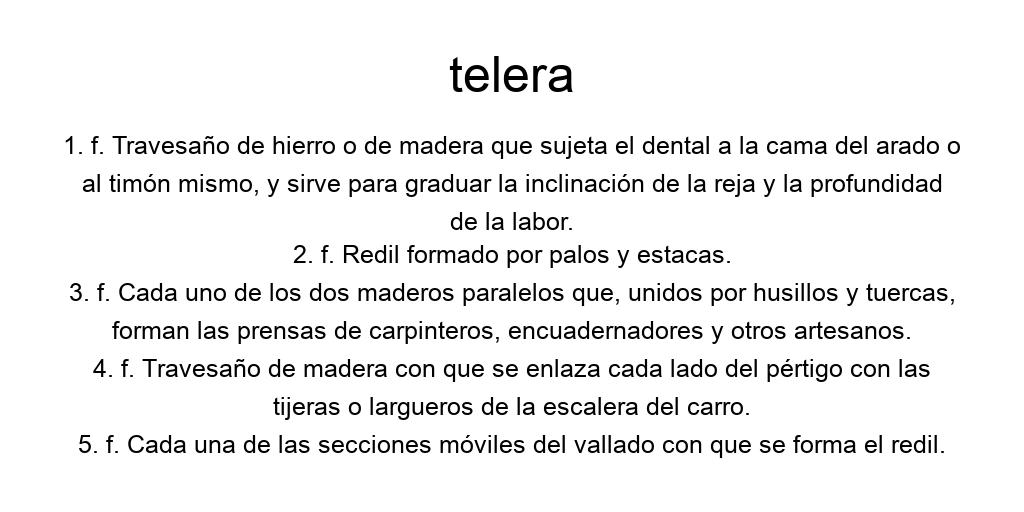 telera
1. f. Travesaño de hierro o de madera que sujeta el dental a la cama del arado o
al timón mismo, y sirve para graduar la inclinación de la reja y la profundidad
de la labor.
2. f. Redil formado por palos y estacas.
3. f. Cada uno de los dos maderos paralelos que, unidos por husillos y tuercas,
forman las prensas de carpinteros, encuadernadores y otros artesanos.
4. f. Travesaño de madera con que se enlaza cada lado del pértigo con las
tijeras o largueros de la escalera del carro.
5. f. Cada una de las secciones móviles del vallado con que se forma el redil.